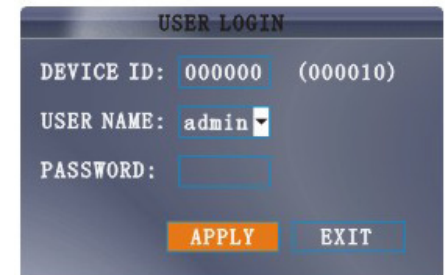 USER LOGIN
DEVICE ID: 000000 (000010)
USER NAME: admin
PASSWORD:
APPLY EXIT